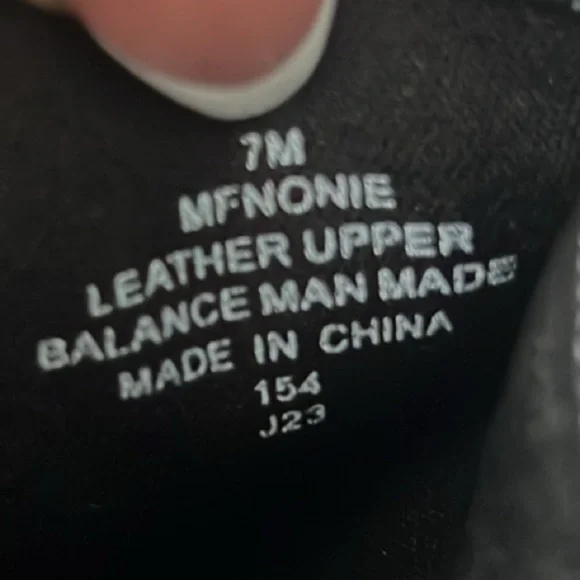 7M
MFNONIE
LEATHER UPPER
BALANCE MAN MADE
MADE IN CHINA
154
J23